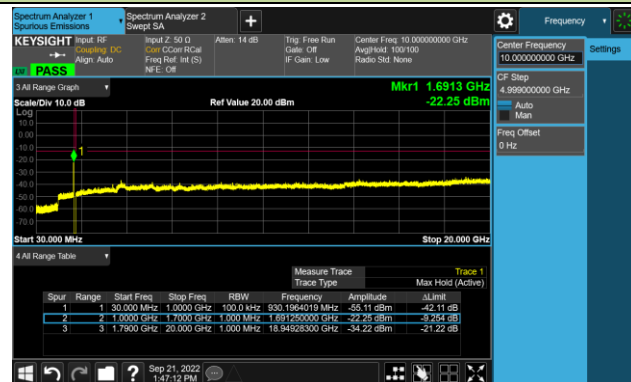 Spectrum Analyzer 1
Spurious Emissions
Spectrum Analyzer 2
Swept SA
Frequency
KEYSIGHT
Input: RF
Coupling: DC
Align: Auto
Input Z: 50 Ω
Corr CCorr RCal
Freq Ref: Int (S)
NFE: Off
Atten: 14 dB
Trig: Free Run
Gate: Off
IF Gain: Low
Center Freq: 10.000000000 GHz
Avg|Hold: 100/100
Radio Std: None
PASS
Center Frequency
10.000000000 GHz
Settings
CF Step
4.999000000 GHz
Auto
Man
Freq Offset
0 Hz
3 All Range Graph
Mkr1 1.6913 GHz
Scale/Div 10.0 dB
Ref Value 20.00 dBm
-22.25 dBm
Log
10.0
0.00
-10.0
-20.0
-30.0
-40.0
-50.0
-60.0
-70.0
1
Start 30.000 MHz
Stop 20.000 GHz
4 All Range Table
Measure Trace Trace 1
Trace Type Max Hold (Active)
Spur Range Start Freq Stop Freq RBW Frequency Amplitude ΔLimit
1 1 30.000 MHz 1.0000 GHz 100.0 kHz 930.1964019 MHz -55.11 dBm -42.11 dB
2 2 1.0000 GHz 1.7000 GHz 1.000 MHz 1.691250000 GHz -22.25 dBm -9.254 dB
3 3 1.7900 GHz 20.000 GHz 1.000 MHz 18.94928300 GHz -34.22 dBm -21.22 dB
?
Sep 21, 2022
1:47:12 PM